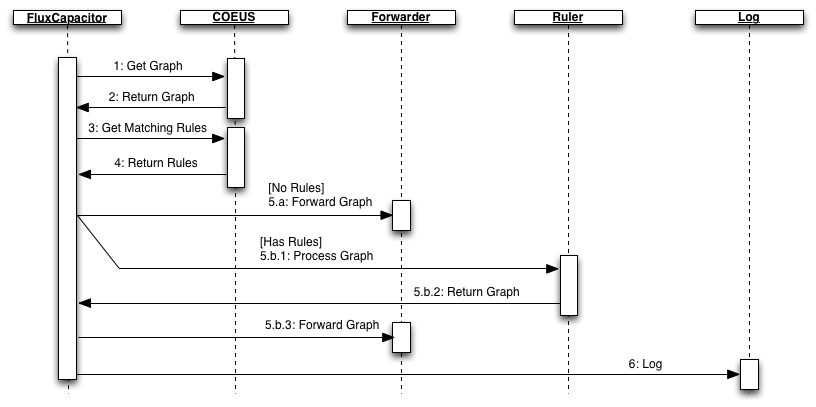 FluxCapacitor
COEUS
Forwarder
Ruler
Log
1: Get Graph
2: Return Graph
3: Get Matching Rules
4: Return Rules
[No Rules]
5.a: Forward Graph
[Has Rules]
5.b.1: Process Graph
5.b.2: Return Graph
5.b.3: Forward Graph
6: Log